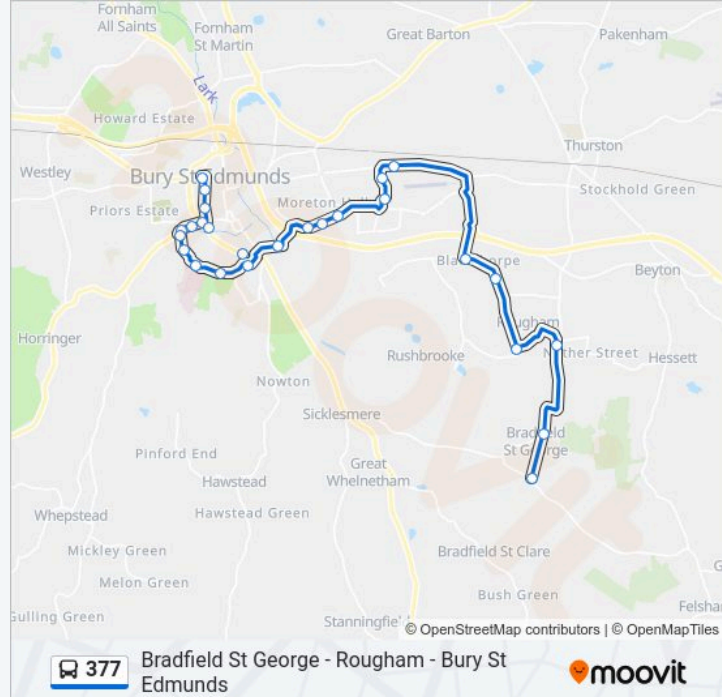 Fornham
All Saints
Fornham
St Martin
Great Barton
Pakenham
Lark
Howard Estate
Thurston
Westley
Bury St Edmunds
Stockhold Green
Priors Estate
Moreton Hall
Blackthorpe
Beyton
Rougham
Horringer
Rushbrooke
Nether Street
Hessett
Nowton
Sicklesmere
Bradfield
St George
Pinford End
Great
Whelnetham
Hawstead
Whepstead
Hawstead Green
Mickley Green
Bradfield St Clare
Melon Green
Bush Green
Felsham
Gulling Green
Stanningfield
© OpenStreetMap contributors | © OpenMapTiles
377
Bradfield St George - Rougham - Bury St
Edmunds
moovit